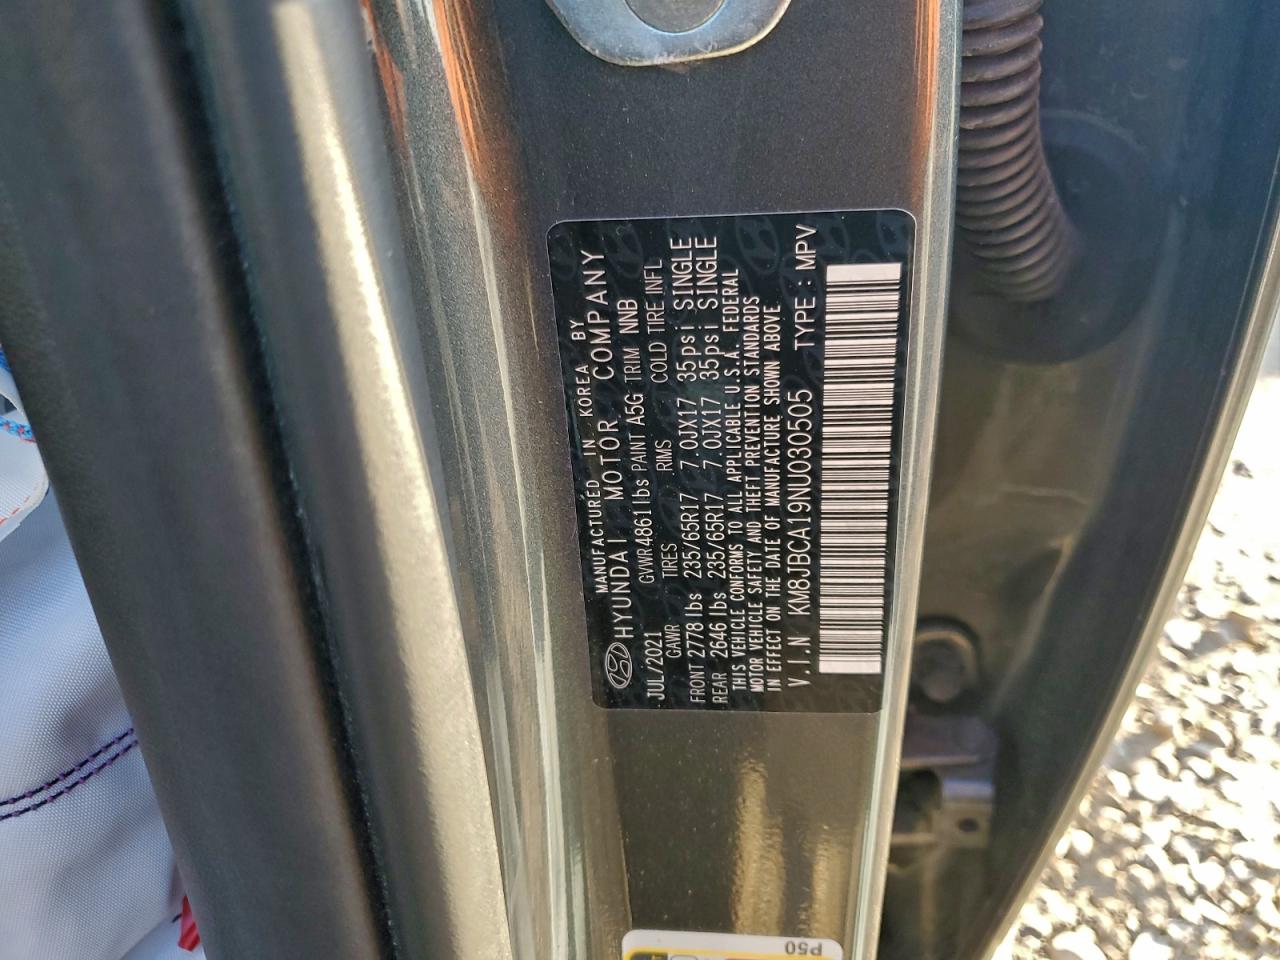 MANUFACTURED IN KOREA BY
HYUNDAI MOTOR COMPANY
JUL/2021 GVWR 4861 lbs PAINT A5G TRIM NNB
GAWR TIRES RMS COLD TIRE INFL
FRONT 2778 lbs 235/65R17 7.0JX17 35psi SINGLE
REAR 2646 lbs 235/65R17 7.0JX17 35psi SINGLE
THIS VEHICLE CONFORMS TO ALL APPLICABLE U.S.A. FEDERAL
MOTOR VEHICLE SAFETY AND THEFT PREVENTION STANDARDS
IN EFFECT ON THE DATE OF MANUFACTURE SHOWN ABOVE
V.I.N KM8JBCA19NU030505 TYPE : MPV
P50